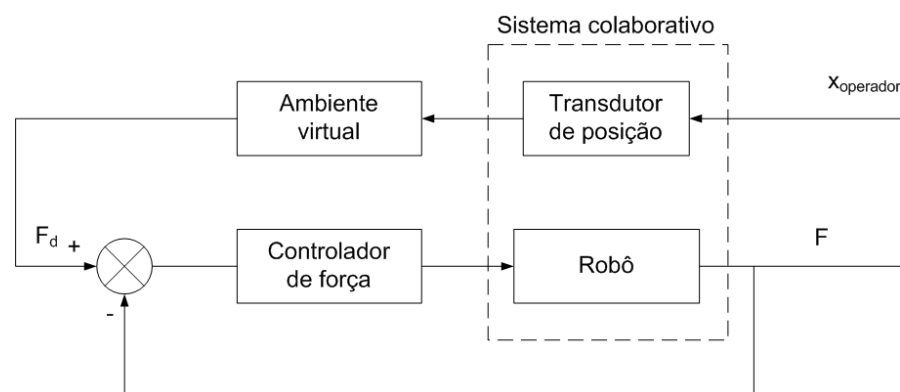 Sistema colaborativo
Ambiente
virtual
Transdutor
de posição
x_operador
F_d +
-
Controlador
de força
Robô
F